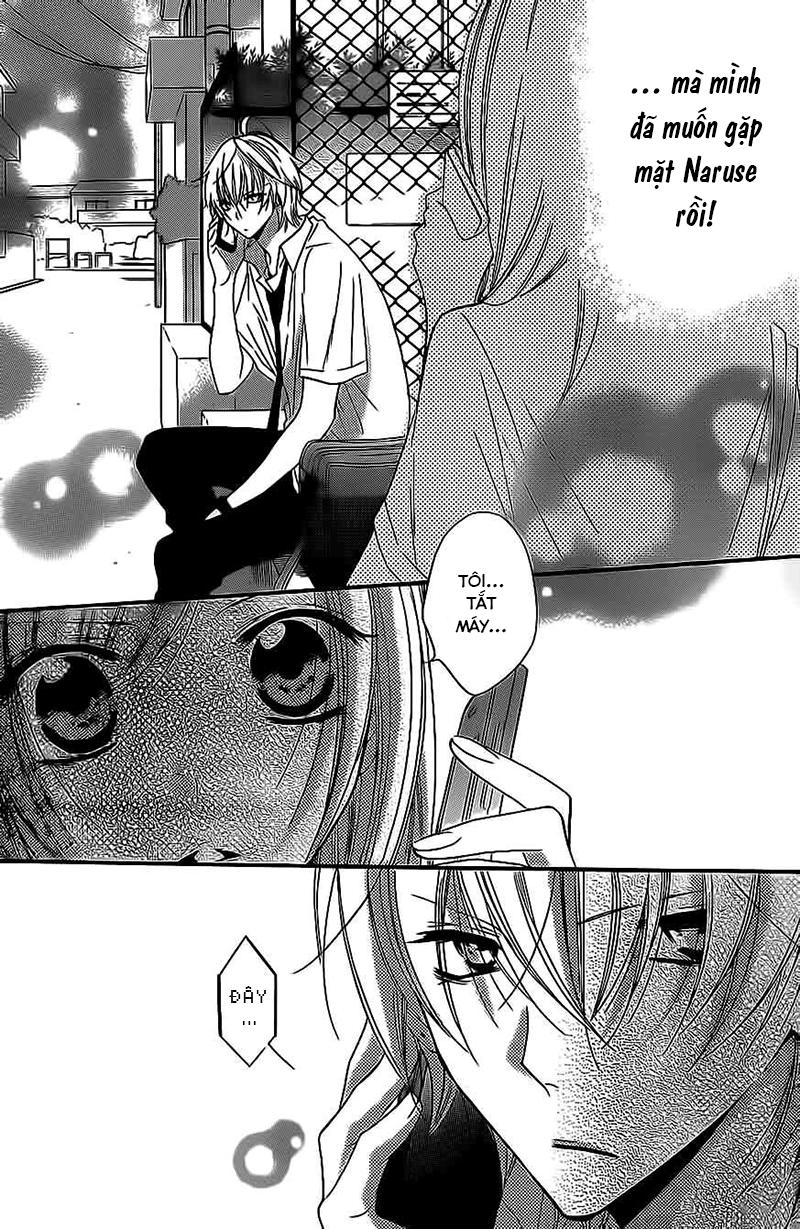 ... mà mình
đã muốn gặp
mặt Naruse
rồi!
TÔI...
TẮT
MÁY...
ĐÂY
...